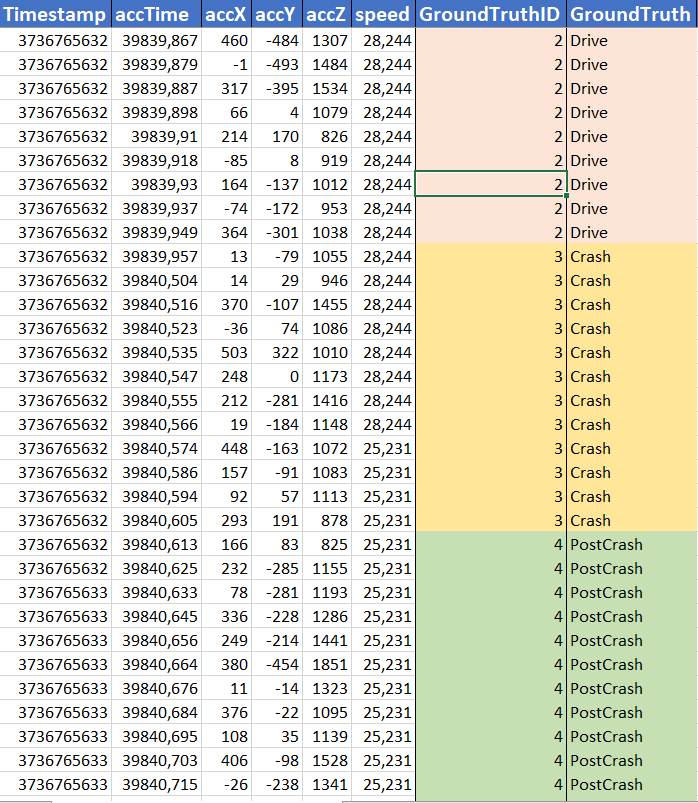 Timestamp accTime accX accY accZ speed GroundTruthID GroundTruth
3736765632 39839,867 460 -484 1307 28,244 2 Drive
3736765632 39839,879 -1 -493 1484 28,244 2 Drive
3736765632 39839,887 317 -395 1534 28,244 2 Drive
3736765632 39839,898 66 4 1079 28,244 2 Drive
3736765632 39839,91 214 170 826 28,244 2 Drive
3736765632 39839,918 -85 8 919 28,244 2 Drive
3736765632 39839,93 164 -137 1012 28,244 2 Drive
3736765632 39839,937 -74 -172 953 28,244 2 Drive
3736765632 39839,949 364 -301 1038 28,244 2 Drive
3736765632 39839,957 13 -79 1055 28,244 3 Crash
3736765632 39840,504 14 29 946 28,244 3 Crash
3736765632 39840,516 370 -107 1455 28,244 3 Crash
3736765632 39840,523 -36 74 1086 28,244 3 Crash
3736765632 39840,535 503 322 1010 28,244 3 Crash
3736765632 39840,547 248 0 1173 28,244 3 Crash
3736765632 39840,555 212 -281 1416 28,244 3 Crash
3736765632 39840,566 19 -184 1148 28,244 3 Crash
3736765632 39840,574 448 -163 1072 25,231 3 Crash
3736765632 39840,586 157 -91 1083 25,231 3 Crash
3736765632 39840,594 92 57 1113 25,231 3 Crash
3736765632 39840,605 293 191 878 25,231 3 Crash
3736765632 39840,613 166 83 825 25,231 4 PostCrash
3736765632 39840,625 232 -285 1155 25,231 4 PostCrash
3736765633 39840,633 78 -281 1193 25,231 4 PostCrash
3736765633 39840,645 336 -228 1286 25,231 4 PostCrash
3736765633 39840,656 249 -214 1441 25,231 4 PostCrash
3736765633 39840,664 380 -454 1851 25,231 4 PostCrash
3736765633 39840,676 11 -14 1323 25,231 4 PostCrash
3736765633 39840,684 376 -22 1095 25,231 4 PostCrash
3736765633 39840,695 108 35 1139 25,231 4 PostCrash
3736765633 39840,703 406 -98 1528 25,231 4 PostCrash
3736765633 39840,715 -26 -238 1341 25,231 4 PostCrash